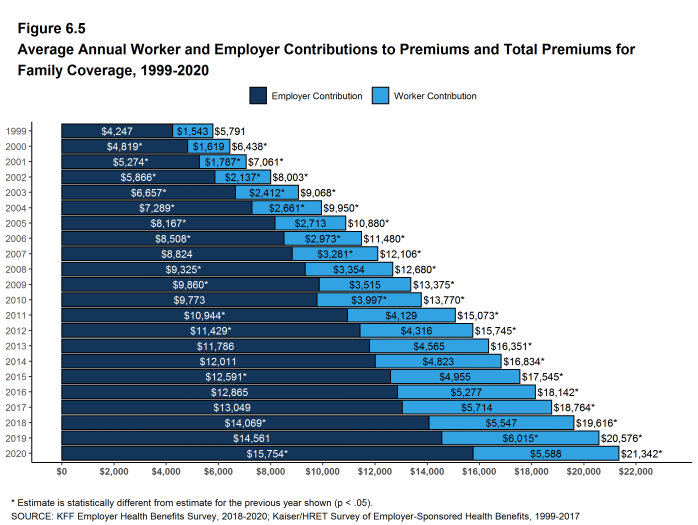 Figure 6.5
Average Annual Worker and Employer Contributions to Premiums and Total Premiums for
Family Coverage, 1999-2020
Employer Contribution Worker Contribution
1999 $4,247 $1,543 $5,791
2000 $4,819* $1,619 $6,438*
2001 $5,274* $1,787* $7,061*
2002 $5,866* $2,137* $8,003*
2003 $6,657* $2,412* $9,068*
2004 $7,289* $2,661* $9,950*
2005 $8,167* $2,713 $10,880*
2006 $8,508* $2,973* $11,480*
2007 $8,824 $3,281* $12,106*
2008 $9,325* $3,354 $12,680*
2009 $9,860* $3,515 $13,375*
2010 $9,773 $3,997* $13,770*
2011 $10,944* $4,129 $15,073*
2012 $11,429* $4,316 $15,745*
2013 $11,786 $4,565 $16,351*
2014 $12,011 $4,823 $16,834*
2015 $12,591* $4,955 $17,545*
2016 $12,865 $5,277 $18,142*
2017 $13,049 $5,714 $18,764*
2018 $14,069* $5,547 $19,616*
2019 $14,561 $6,015* $20,576*
2020 $15,754* $5,588 $21,342*
$0 $2,000 $4,000 $6,000 $8,000 $10,000 $12,000 $14,000 $16,000 $18,000 $20,000 $22,000
* Estimate is statistically different from estimate for the previous year shown (p < .05).
SOURCE: KFF Employer Health Benefits Survey, 2018-2020; Kaiser/HRET Survey of Employer-Sponsored Health Benefits, 1999-2017